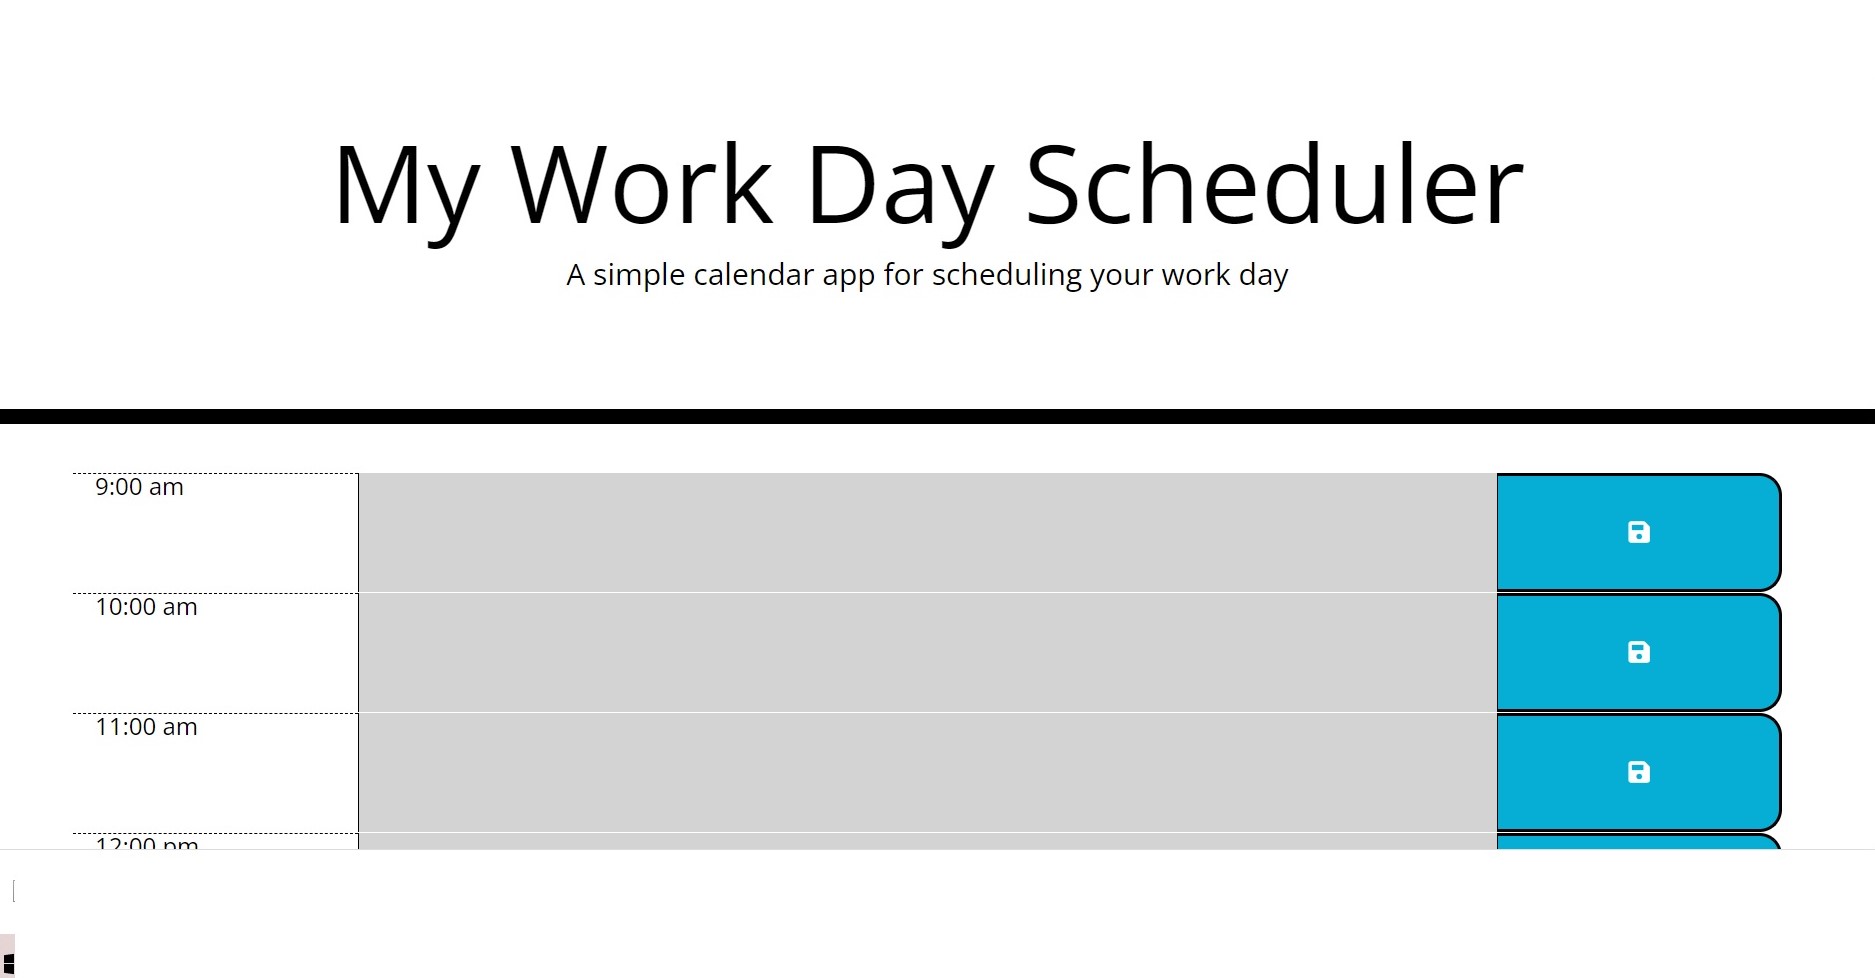 My Work Day Scheduler
A simple calendar app for scheduling your work day
9:00 am
10:00 am
11:00 am
12:00 pm